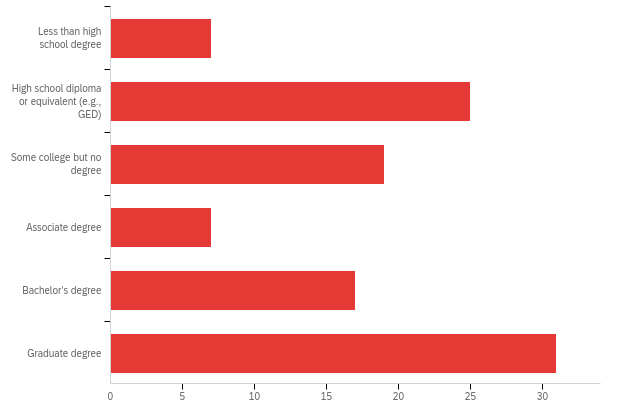 Less than high
school degree
High school diploma
or equivalent (e.g.,
GED)
Some college but no
degree
Associate degree
Bachelor's degree
Graduate degree
0 5 10 15 20 25 30